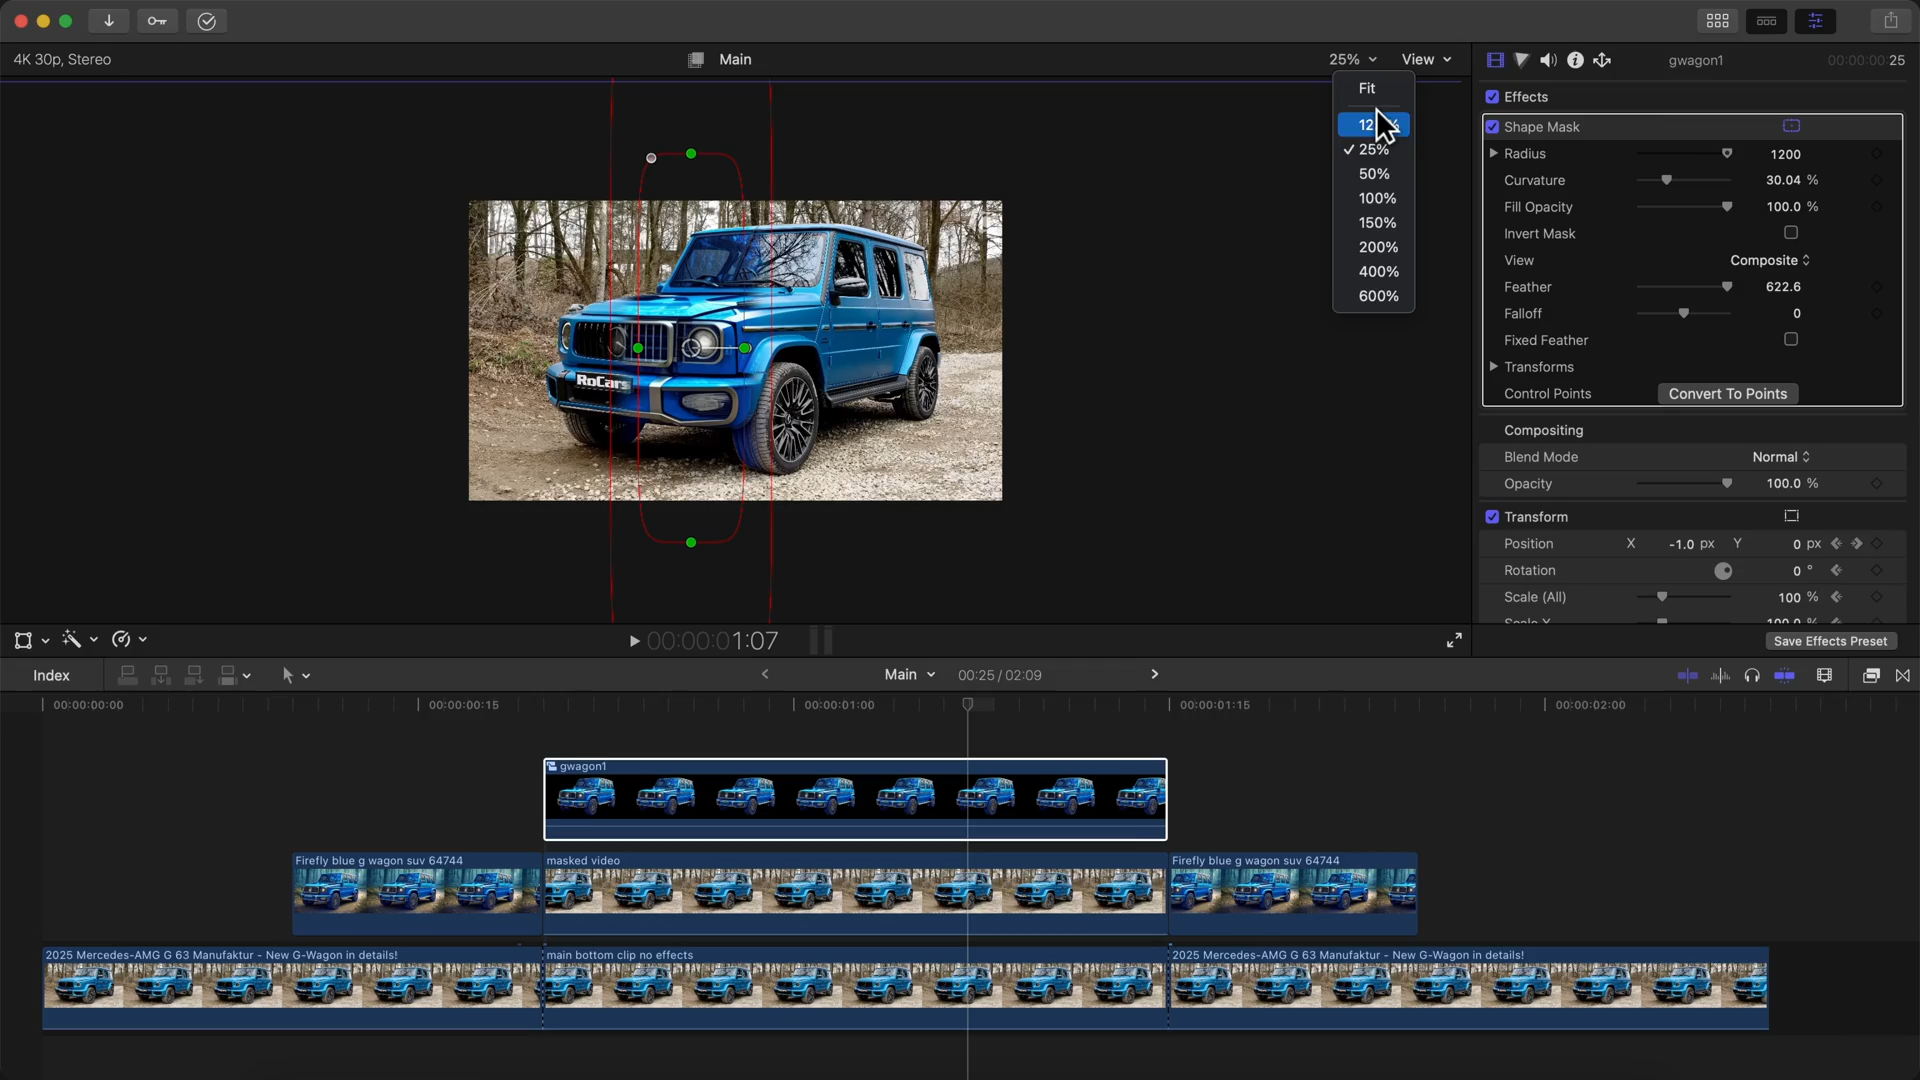 4K 30p, Stereo
Main
25%
View
gwagon1
00:00:00:25
Fit
25%
50%
100%
150%
200%
400%
600%
Effects
Shape Mask
Radius 1200
Curvature 30.04 %
Fill Opacity 100.0 %
Invert Mask
View Composite
Feather 622.6
Falloff 0
Fixed Feather
Transforms
Control Points Convert To Points
Compositing
Blend Mode Normal
Opacity 100.0 %
Transform
Position X -1.0 px Y 0 px
Rotation 0 °
Scale (All) 100 %
Scale X 100.0 %
RoCars
00:00:01:07
Save Effects Preset
Index
Main
00:25 / 02:09
00:00:00:00
00:00:00:15
00:00:01:00
00:00:01:15
00:00:02:00
gwagon1
Firefly blue g wagon suv 64744
masked video
Firefly blue g wagon suv 64744
2025 Mercedes-AMG G 63 Manufaktur - New G-Wagon in details!
main bottom clip no effects
2025 Mercedes-AMG G 63 Manufaktur - New G-Wagon in details!